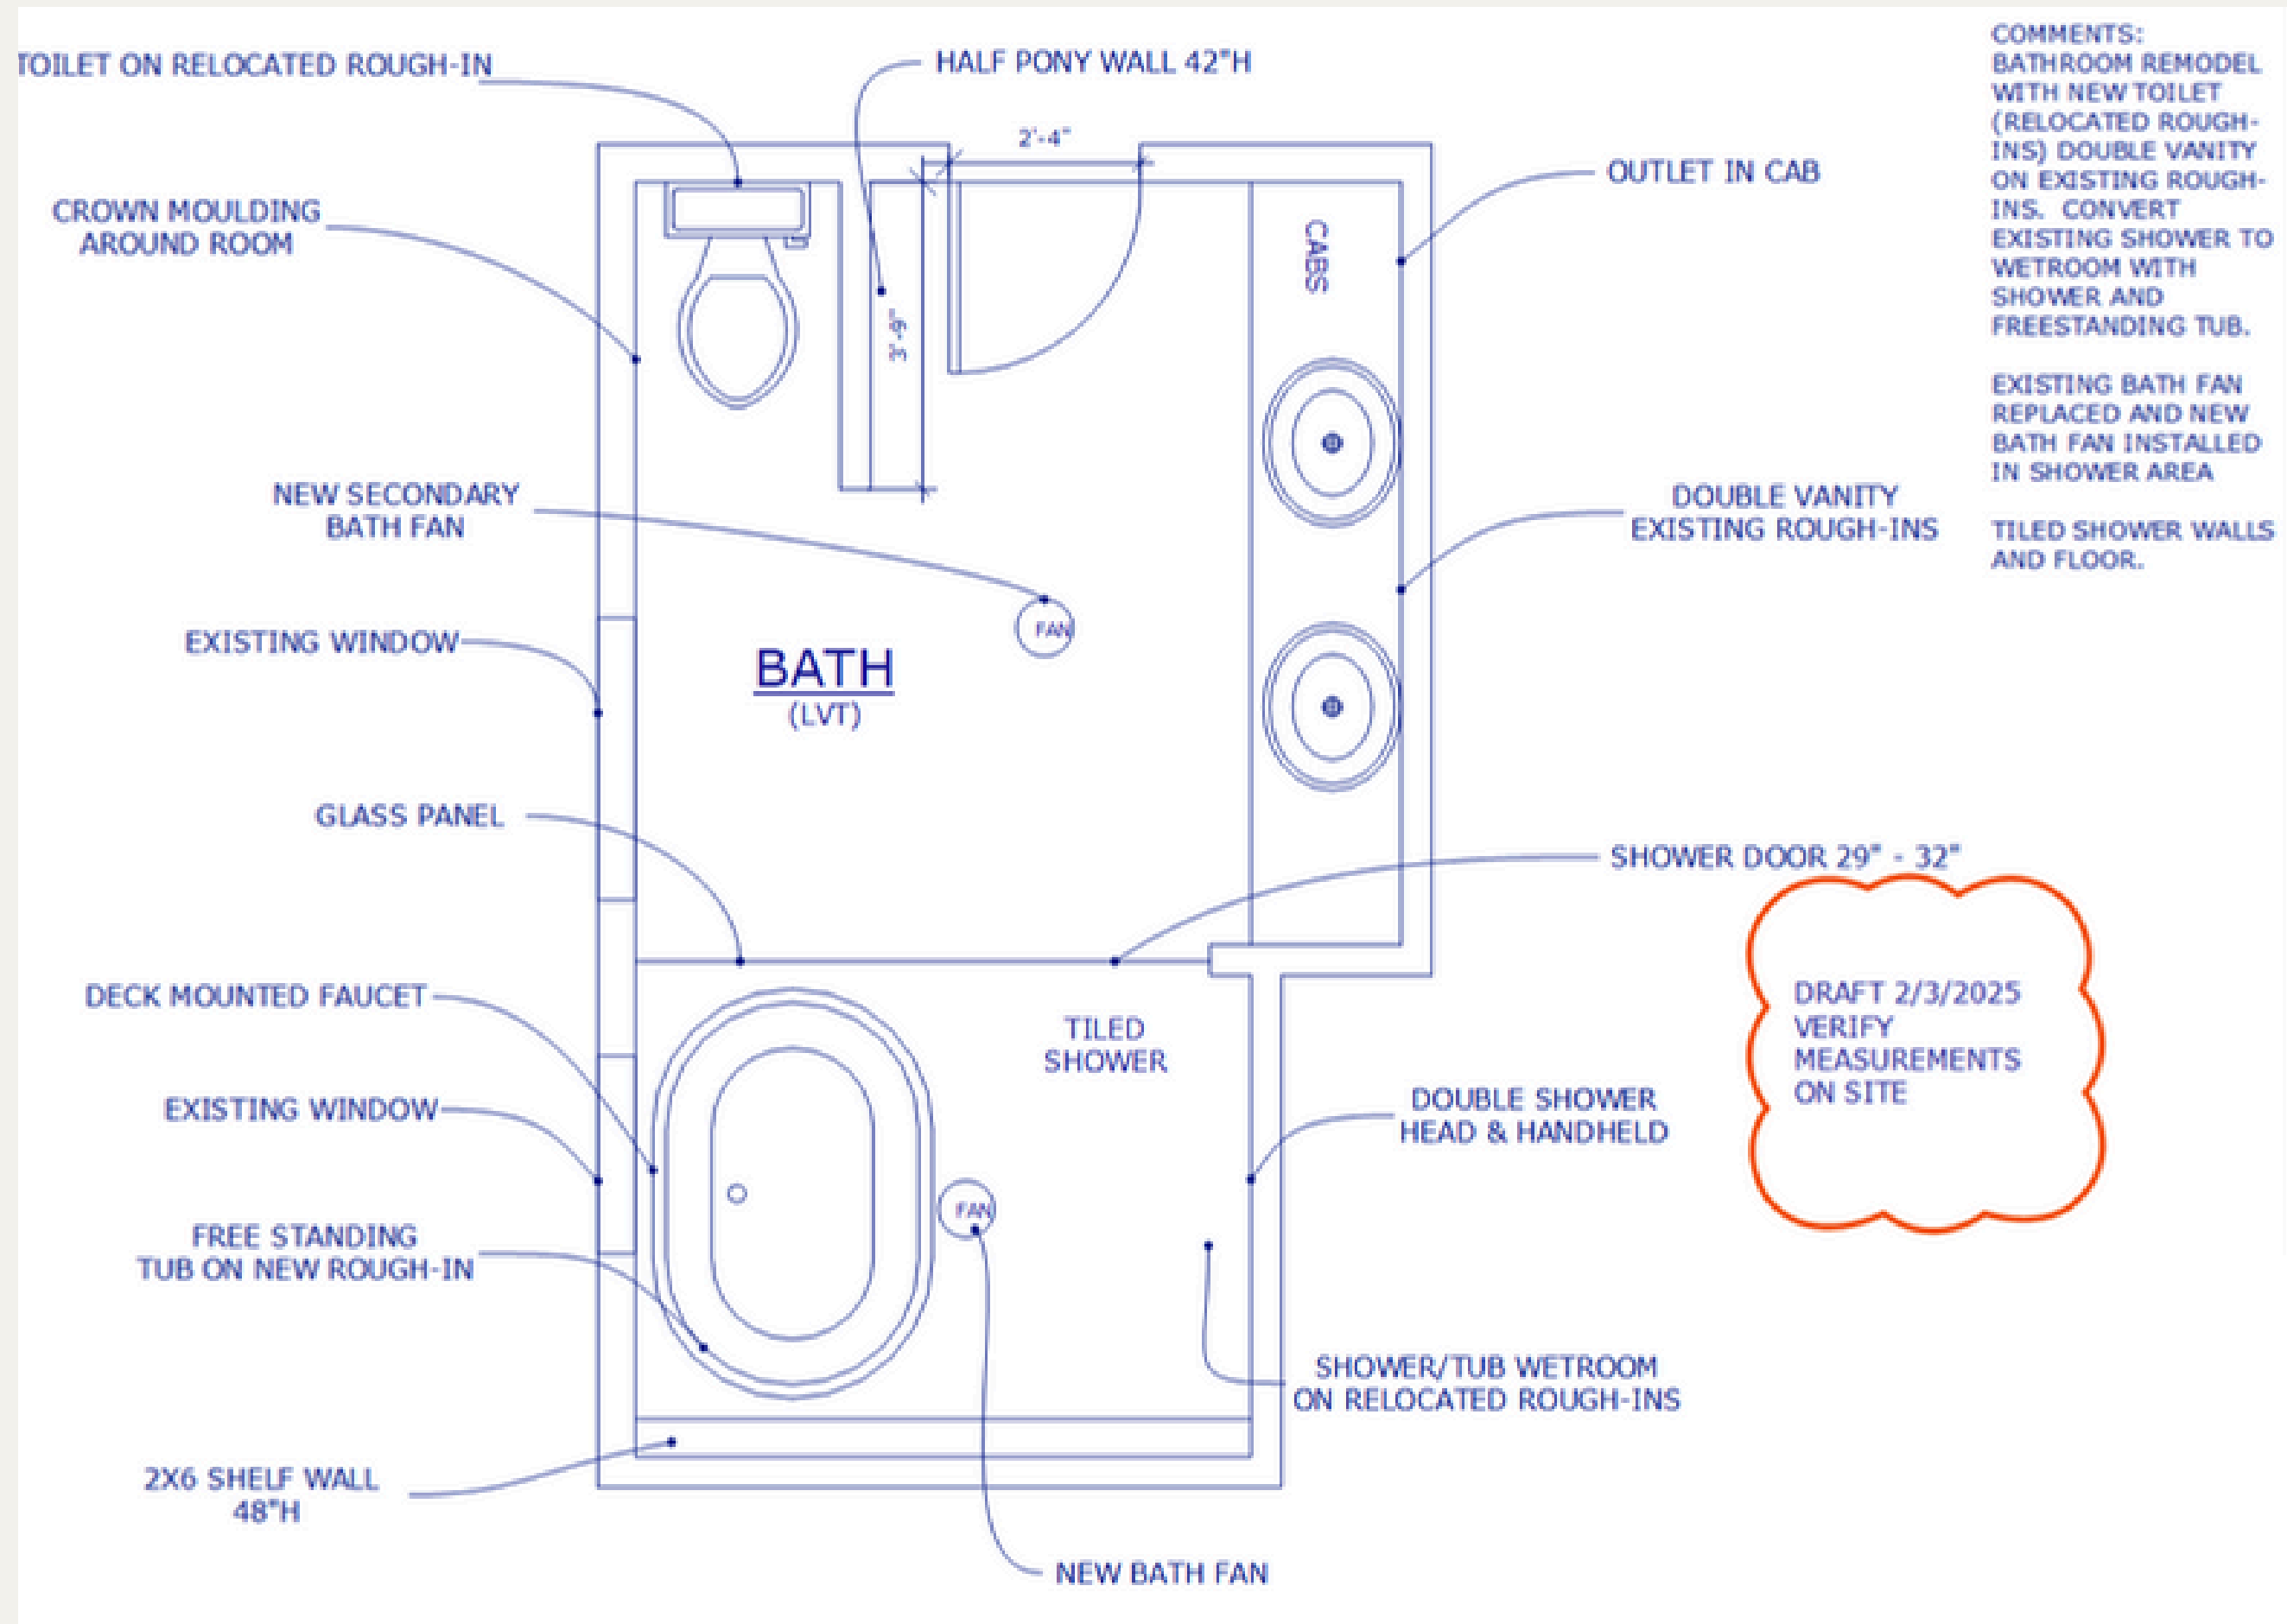 TOILET ON RELOCATED ROUGH-IN
HALF PONY WALL 42"H
2'-4"
CROWN MOULDING
AROUND ROOM
3'-9"
CABS
OUTLET IN CAB
NEW SECONDARY
BATH FAN
FAN
DOUBLE VANITY
EXISTING ROUGH-INS
EXISTING WINDOW
BATH
(LVT)
GLASS PANEL
SHOWER DOOR 29" - 32"
DECK MOUNTED FAUCET
TILED
SHOWER
EXISTING WINDOW
DOUBLE SHOWER
HEAD & HANDHELD
FAN
FREE STANDING
TUB ON NEW ROUGH-IN
SHOWER/TUB WETROOM
ON RELOCATED ROUGH-INS
2X6 SHELF WALL
48"H
NEW BATH FAN
COMMENTS:
BATHROOM REMODEL
WITH NEW TOILET
(RELOCATED ROUGH-
INS) DOUBLE VANITY
ON EXISTING ROUGH-
INS. CONVERT
EXISTING SHOWER TO
WETROOM WITH
SHOWER AND
FREESTANDING TUB.
EXISTING BATH FAN
REPLACED AND NEW
BATH FAN INSTALLED
IN SHOWER AREA
TILED SHOWER WALLS
AND FLOOR.
DRAFT 2/3/2025
VERIFY
MEASUREMENTS
ON SITE